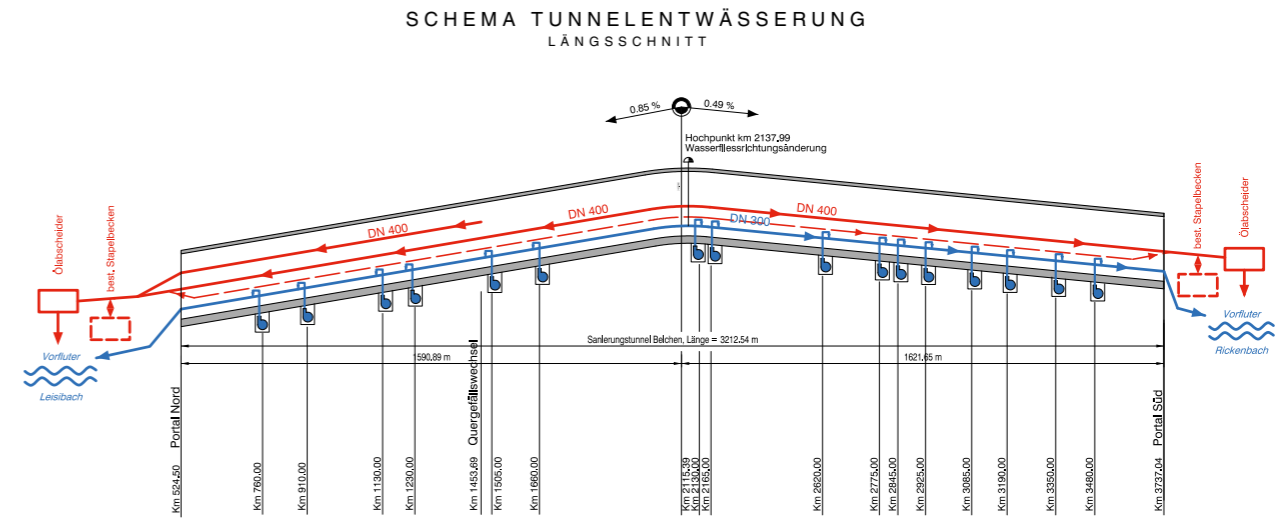 SCHEMA TUNNELENTWÄSSERUNG
LÄNGSSCHNITT
0.85 %
0.49 %
Hochpunkt km 2137.99
Wasserfliessrichtungsänderung
Ölabscheider
best. Stapelbecken
DN 400
DN 400
DN 300
DN 400
best. Stapelbecken
Ölabscheider
Vorfluter
Leisibach
Vorfluter
Rickenbach
Sanierungstunnel Belchen, Länge = 3212.54 m
1590.89 m
1621.65 m
Portal Nord
Quergefällswechsel
Portal Süd
Km 524.50
Km 760.00
Km 910.00
Km 1130.00
Km 1230.00
Km 1453.69
Km 1505.00
Km 1660.00
Km 2115.39
Km 2130.00
Km 2165.00
Km 2620.00
Km 2775.00
Km 2845.00
Km 2925.00
Km 3085.00
Km 3190.00
Km 3350.00
Km 3480.00
Km 3737.04